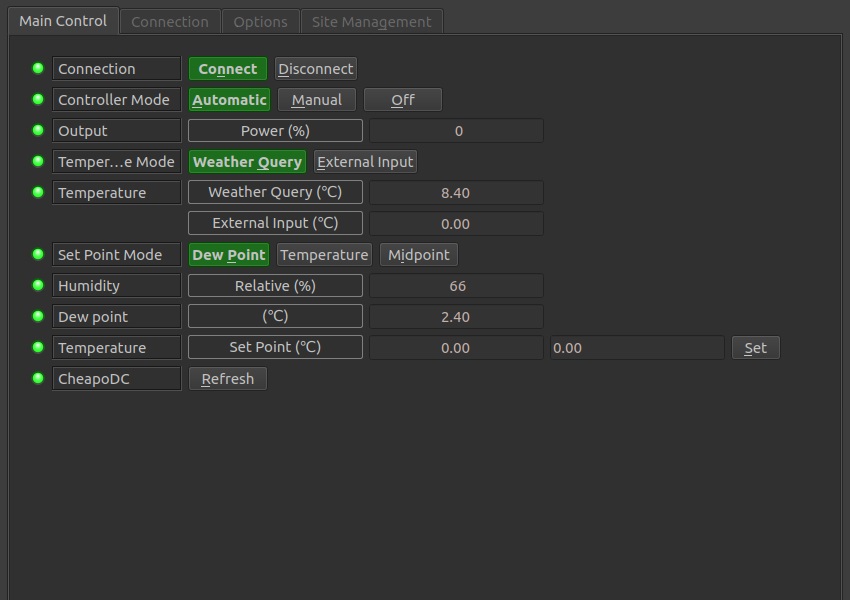 Main Control Connection Options Site Management
Connection Connect Disconnect
Controller Mode Automatic Manual Off
Output Power (%) 0
Temper...e Mode Weather Query External Input
Temperature Weather Query (℃) 8.40
External Input (℃) 0.00
Set Point Mode Dew Point Temperature Midpoint
Humidity Relative (%) 66
Dew point (℃) 2.40
Temperature Set Point (℃) 0.00 0.00 Set
CheapoDC Refresh